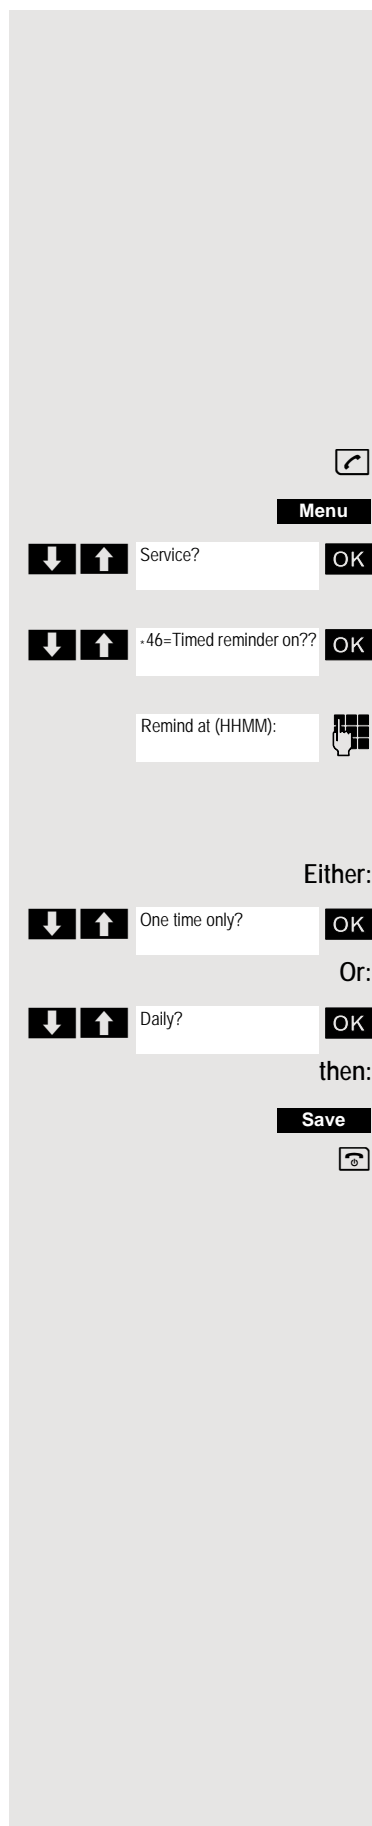 Menu
Service? OK
*46=Timed reminder on?? OK
Remind at (HHMM):
Either:
One time only? OK
Or:
Daily? OK
then:
Save